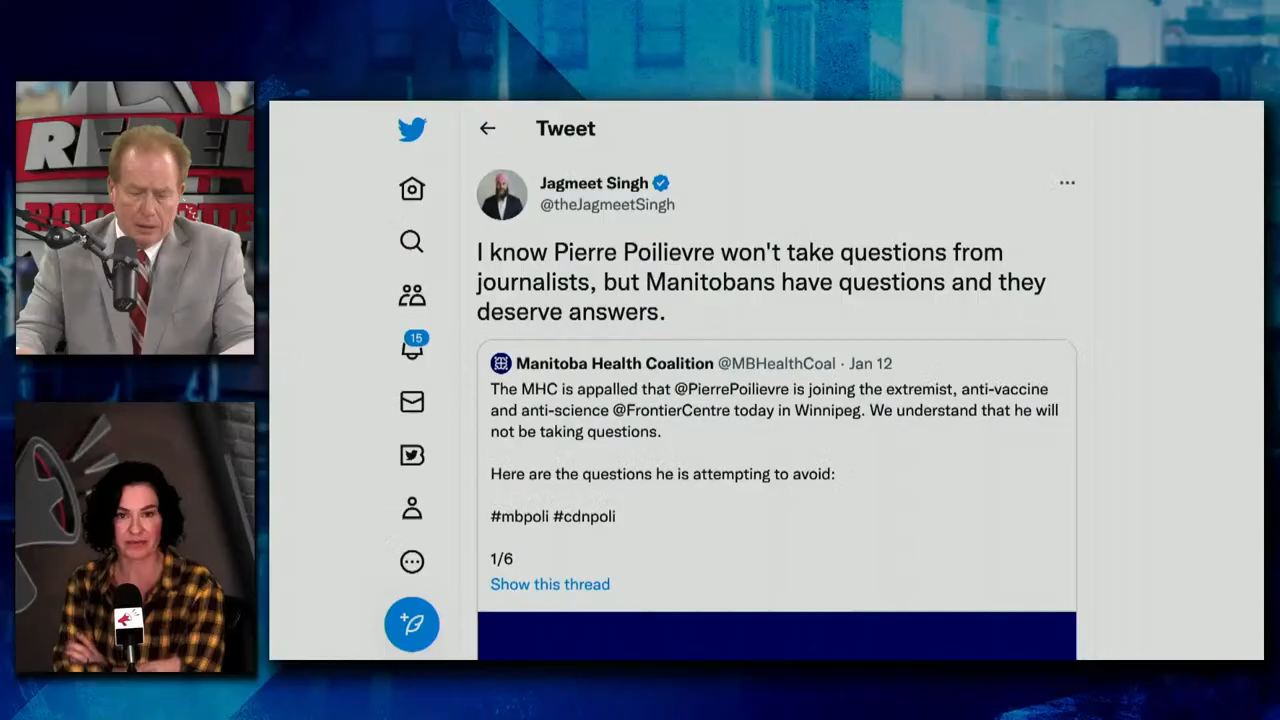 REBEL
Tweet
Jagmeet Singh
@theJagmeetSingh
I know Pierre Poilievre won't take questions from
journalists, but Manitobans have questions and they
deserve answers.
Manitoba Health Coalition @MBHealthCoal · Jan 12
The MHC is appalled that @PierrePoilievre is joining the extremist, anti-vaccine
and anti-science @FrontierCentre today in Winnipeg. We understand that he will
not be taking questions.
Here are the questions he is attempting to avoid:
#mbpoli #cdnpoli
1/6
Show this thread
15